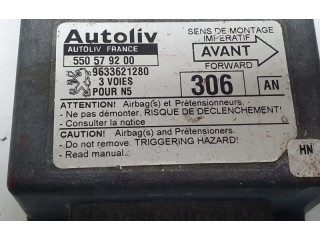 Autoliv
AUTOLIV FRANCE
550 57 92 00
9633621280
3 VOIES
POUR N5
SENS DE MONTAGE
IMPERATIF
AVANT
FORWARD
306
AN
ATTENTION! Airbag(s) et Prétensionneurs.
- Ne pas démonter. RISQUE DE DECLENCHEMENT!
- Consulter la notice
CAUTION! Airbag(s) and Pretensioners.
- Do not remove. TRIGGERING HAZARD!
- Read manual.
HN